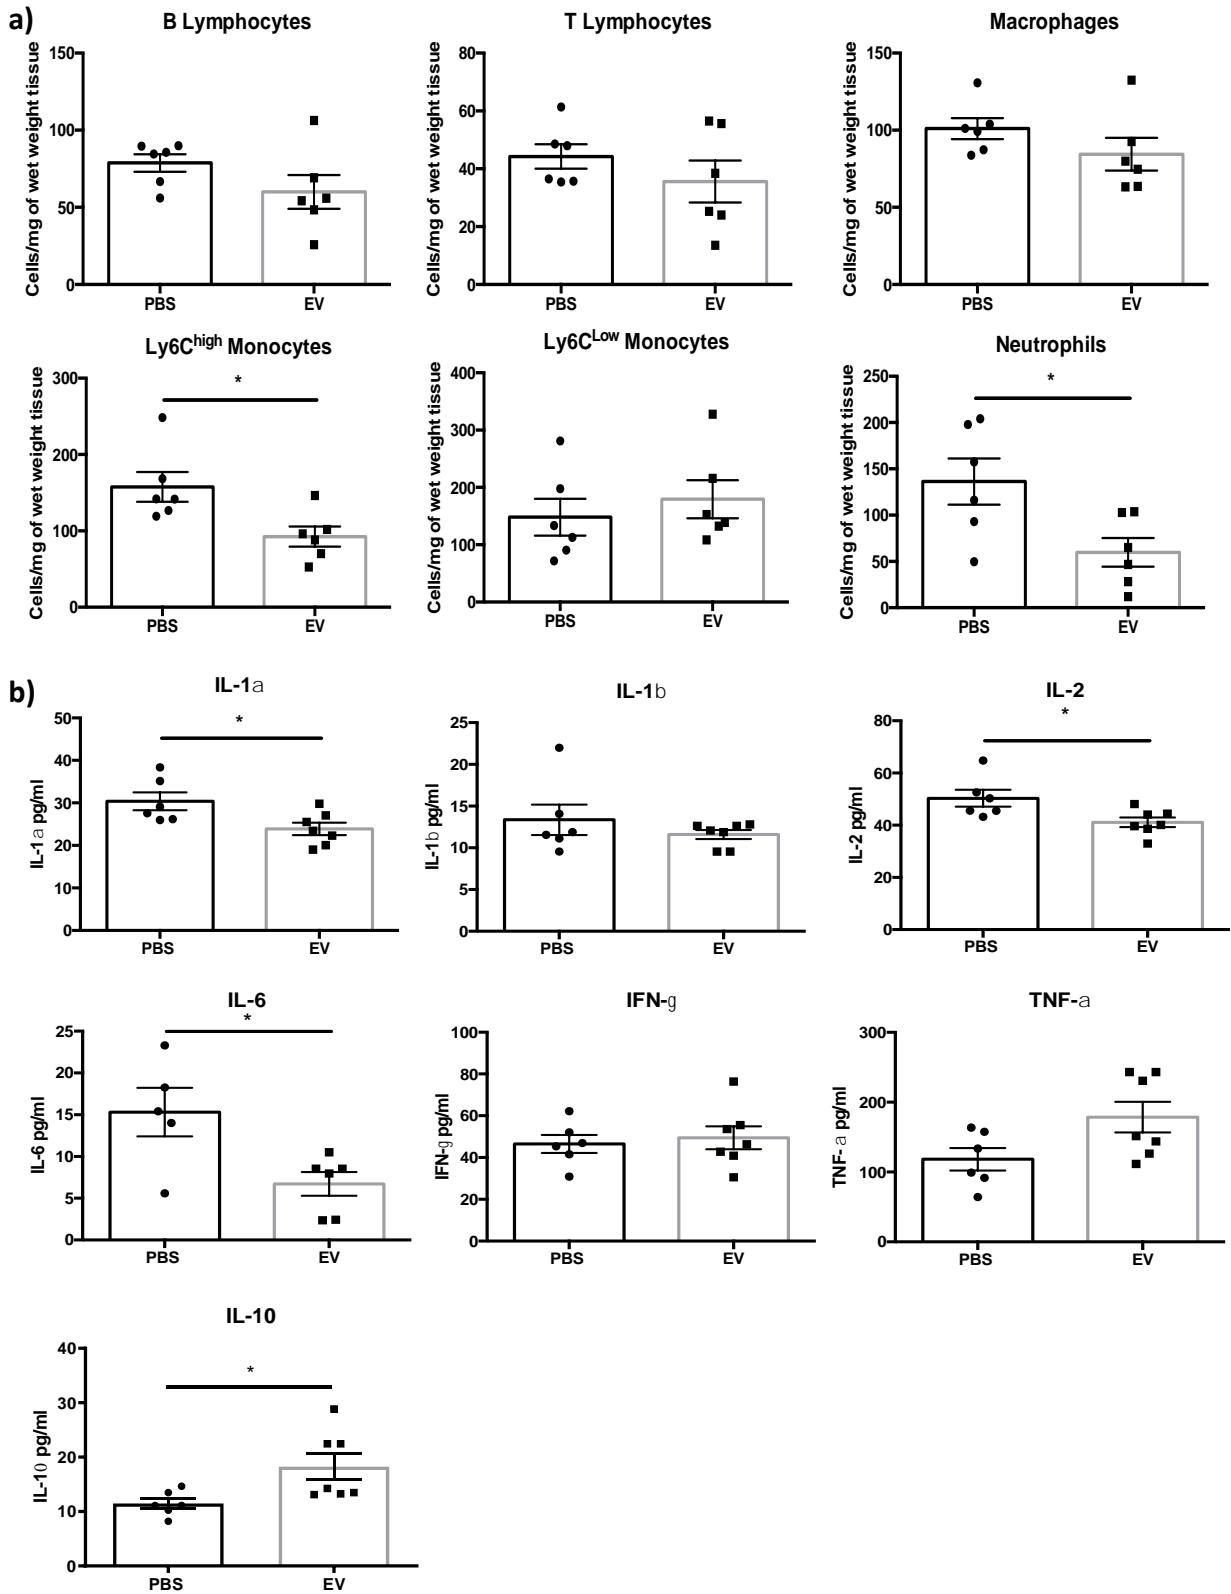 a)
B Lymphocytes
Cells/mg of wet weight tissue
150
100
50
0
PBS EV
T Lymphocytes
Cells/mg of wet weight tissue
80
60
40
20
0
PBS EV
Macrophages
Cells/mg of wet weight tissue
150
100
50
0
PBS EV
Ly6Chigh Monocytes
Cells/mg of wet weight tissue
300
200
100
0
*
PBS EV
Ly6CLow Monocytes
Cells/mg of wet weight tissue
400
300
200
100
0
PBS EV
Neutrophils
Cells/mg of wet weight tissue
250
200
150
100
50
0
*
PBS EV
b)
IL-1a
IL-1a pg/ml
50
40
30
20
10
0
*
PBS EV
IL-1b
IL-1b pg/ml
25
20
15
10
5
0
PBS EV
IL-2
IL-2 pg/ml
80
60
40
20
0
*
PBS EV
IL-6
IL-6 pg/ml
25
20
15
10
5
0
*
PBS EV
IFN-g
IFN-g pg/ml
100
80
60
40
20
0
PBS EV
TNF-a
TNF- a pg/ml
300
200
100
0
PBS EV
IL-10
IL-10 pg/ml
40
30
20
10
0
*
PBS EV